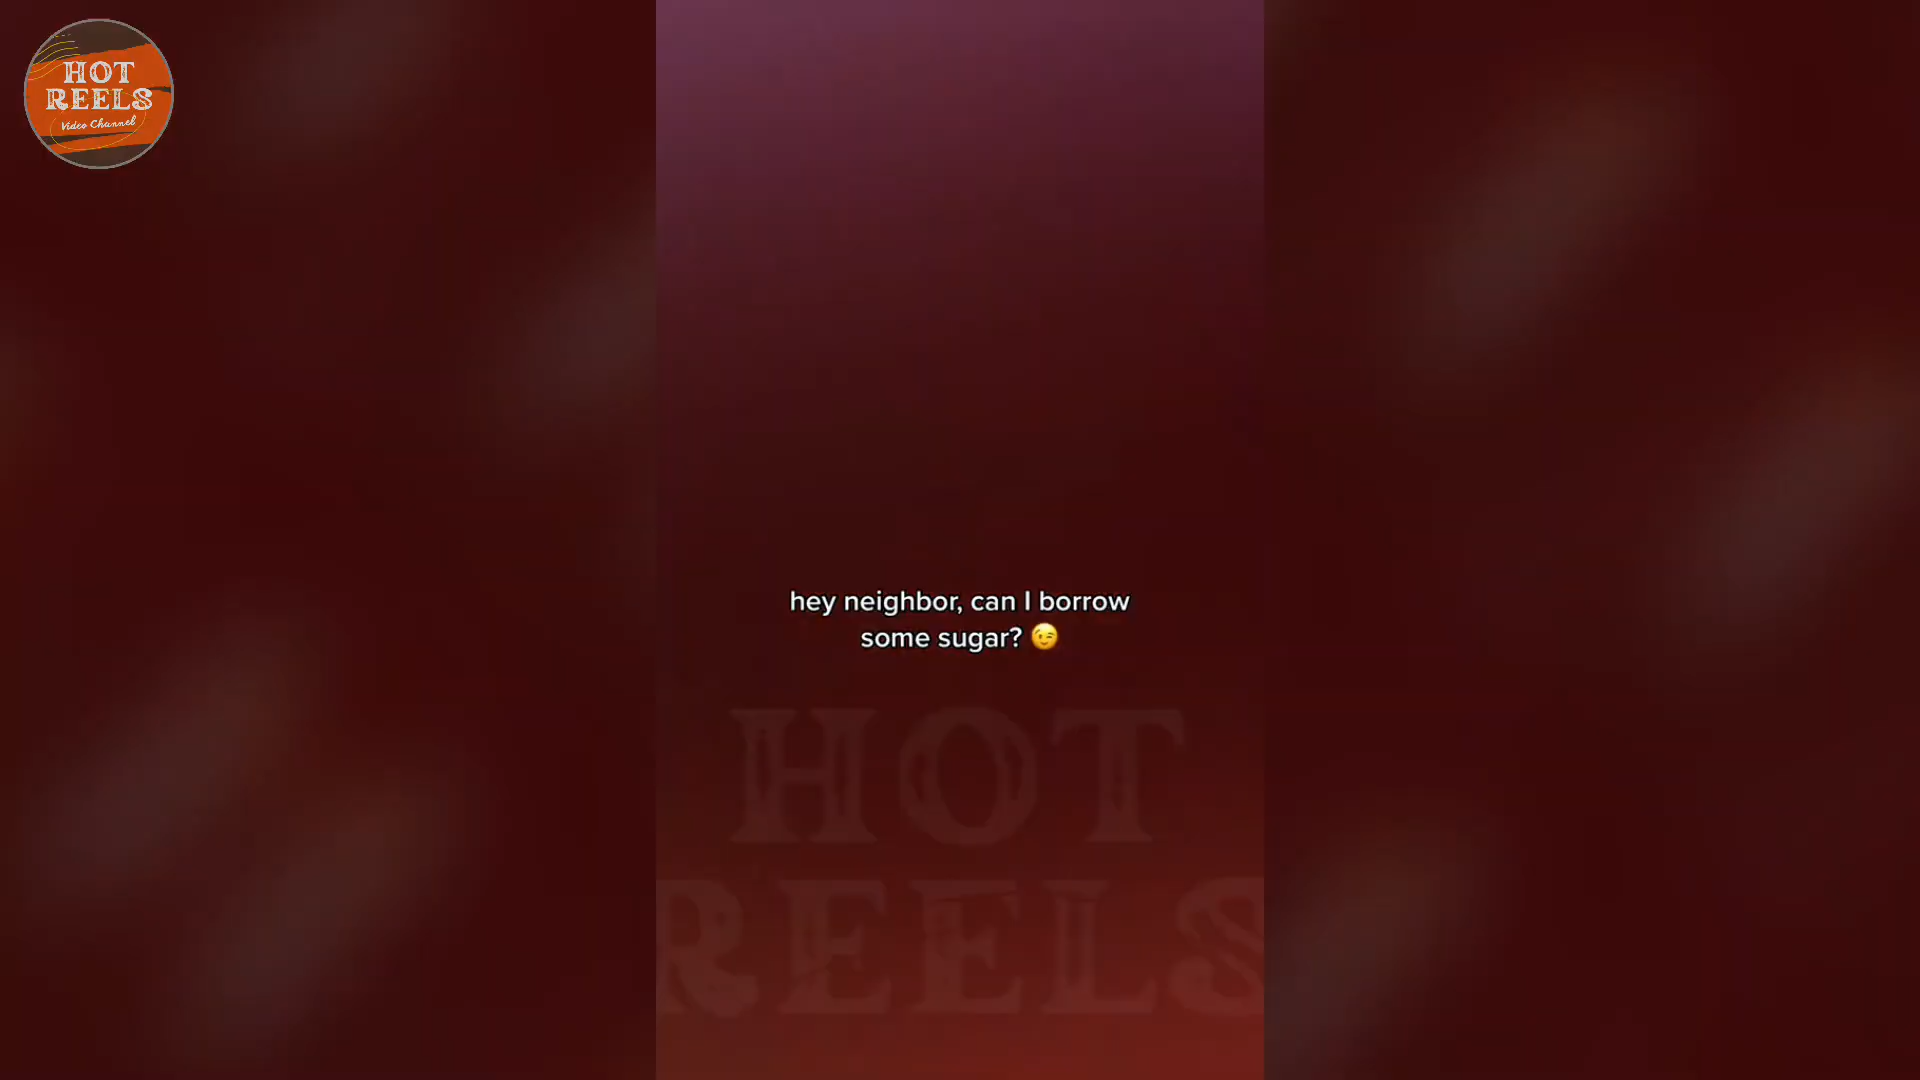 HOT
REELS
Video Channel
hey neighbor, can I borrow
some sugar? 😉
HOT
REELS